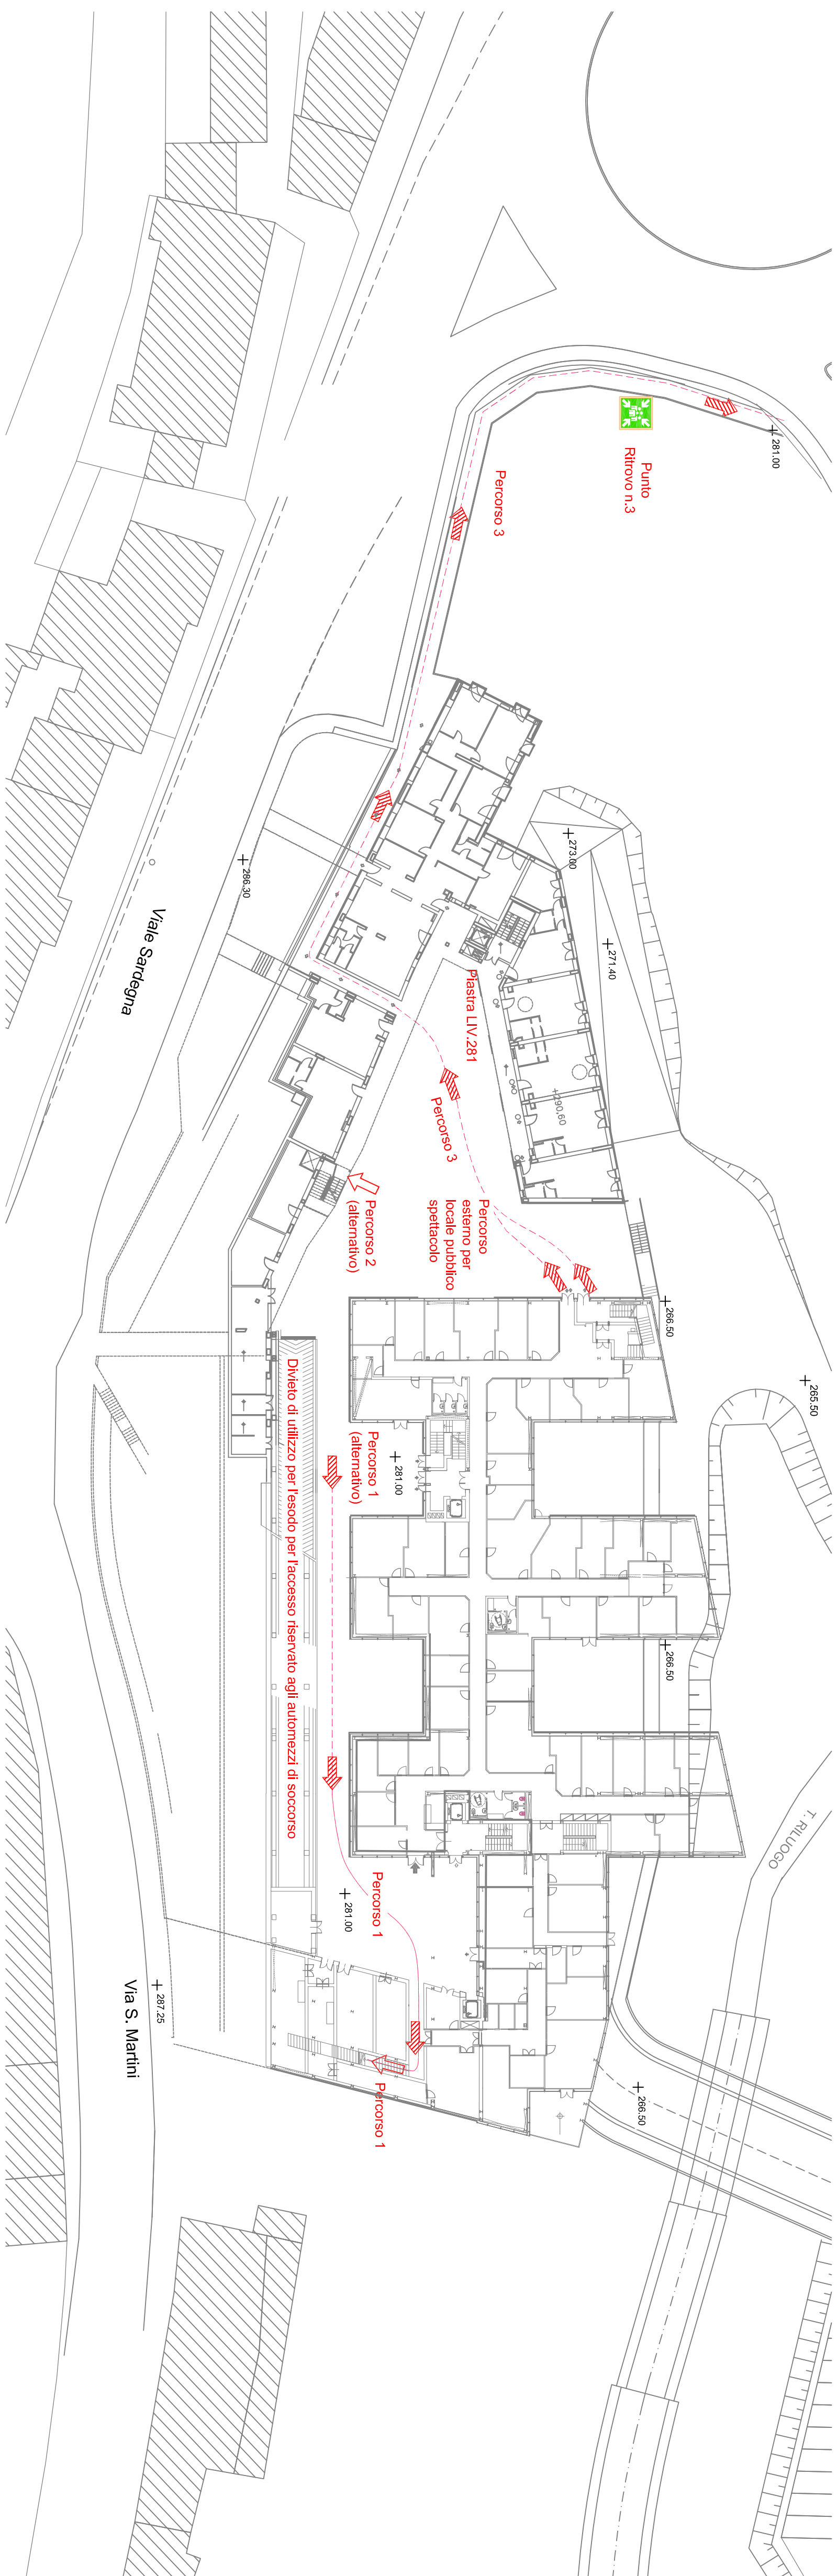 281.00
Punto
Ritrovo n.3
Percorso 3
273.00
271.40
286.30
Viale Sardegna
Piastra LIV.281
290.60
Percorso 3
Percorso
esterno per
locale pubblico
spettacolo
Percorso 2
(alternativo)
266.50
265.50
Divieto di utilizzo per l'esodo per l'accesso riservato agli automezzi di soccorso
Percorso 1
(alternativo)
281.00
266.50
T. RILUOGO
Percorso 1
281.00
287.25
Via S. Martini
Percorso 1
266.50